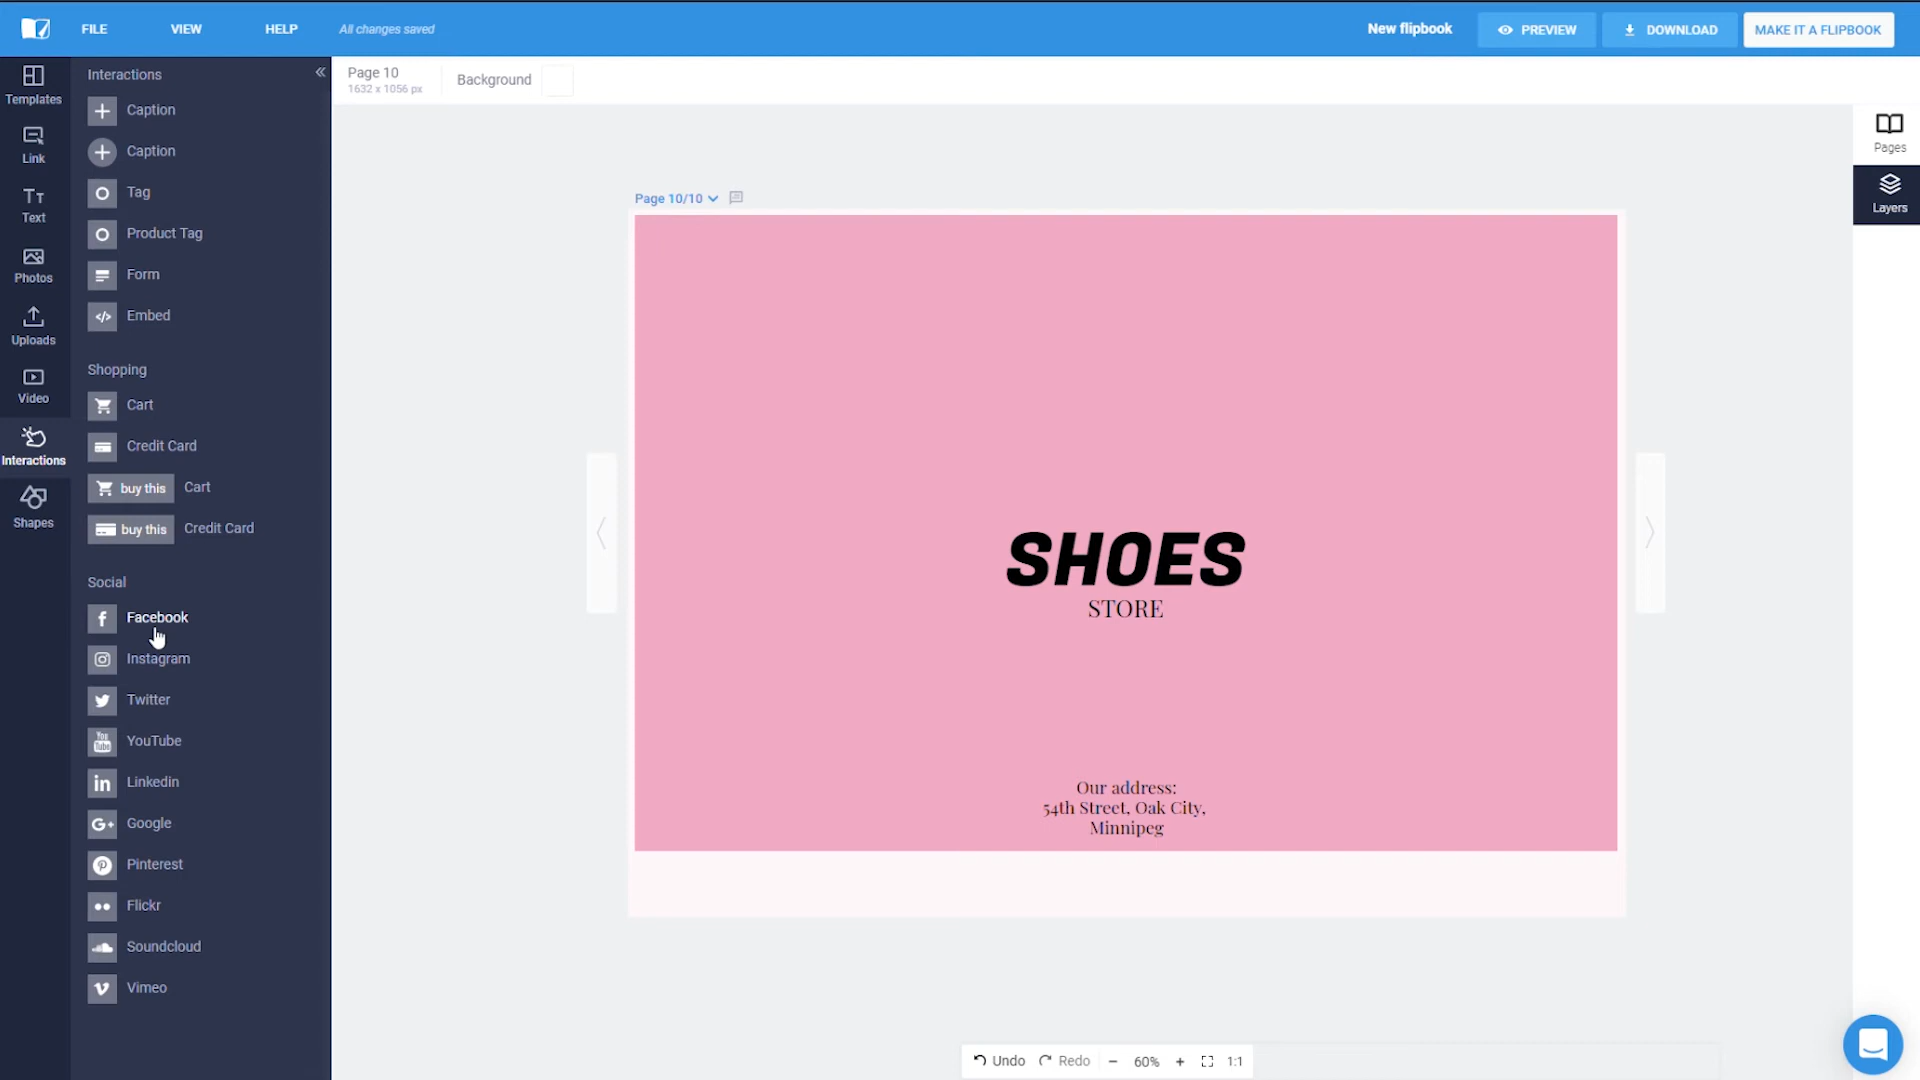 FILE
VIEW
HELP
All changes saved
New flipbook
PREVIEW
DOWNLOAD
MAKE IT A FLIPBOOK
Templates
Link
Text
Photos
Uploads
Video
Interactions
Shapes
Interactions
Caption
Caption
Tag
Product Tag
Form
Embed
Shopping
Cart
Credit Card
buy this Cart
buy this Credit Card
Social
Facebook
Instagram
Twitter
YouTube
Linkedin
Google
Pinterest
Flickr
Soundcloud
Vimeo
Page 10
1632 x 1056 px
Background
Page 10/10
SHOES
STORE
Our address:
54th Street, Oak City,
Minnipeg
Pages
Layers
Undo Redo − 60% + 1:1